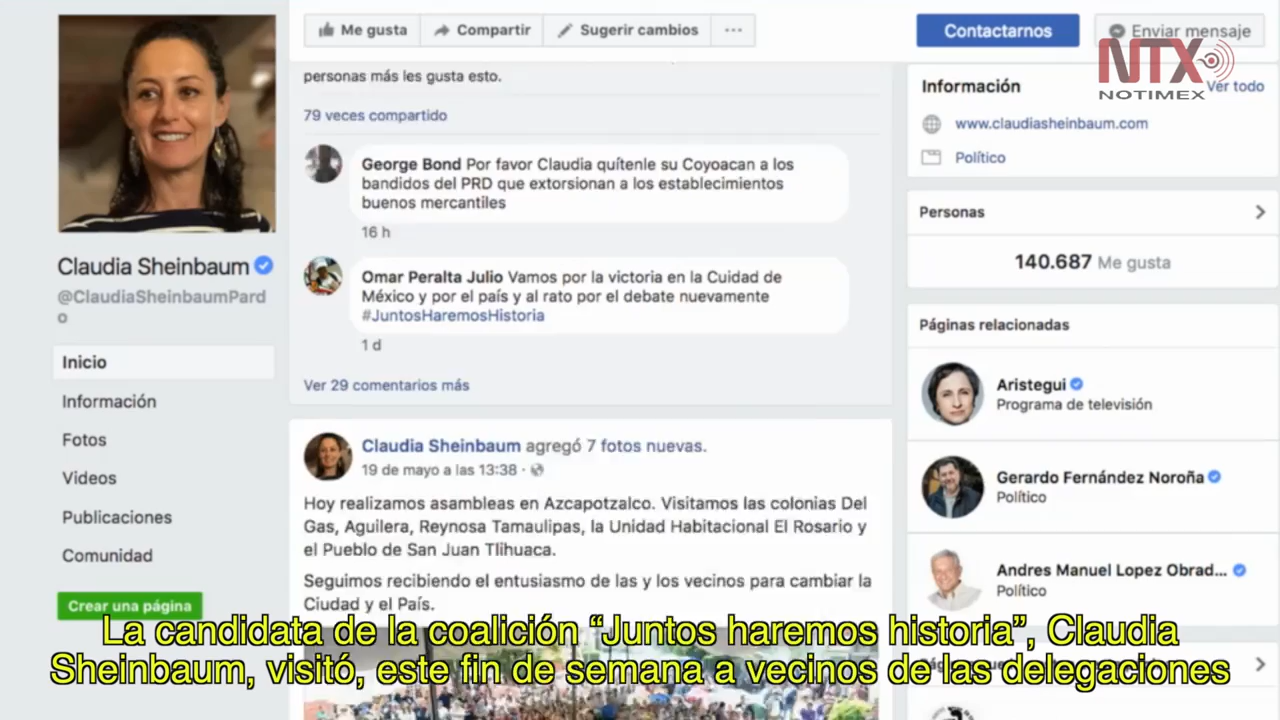 Me gusta
Compartir
Sugerir cambios
Contactarnos
Enviar mensaje
NTX
NOTIMEX
personas más les gusta esto.
79 veces compartido
George Bond Por favor Claudia quítenle su Coyoacan a los
bandidos del PRD que extorsionan a los establecimientos
buenos mercantiles
16 h
Omar Peralta Julio Vamos por la victoria en la Cuidad de
México y por el país y al rato por el debate nuevamente
#JuntosHaremosHistoria
1 d
Ver 29 comentarios más
Claudia Sheinbaum
@ClaudiaSheinbaumPard
o
Inicio
Información
Fotos
Videos
Publicaciones
Comunidad
Crear una página
Claudia Sheinbaum agregó 7 fotos nuevas.
19 de mayo a las 13:38 ·
Hoy realizamos asambleas en Azcapotzalco. Visitamos las colonias Del
Gas, Aguilera, Reynosa Tamaulipas, la Unidad Habitacional El Rosario y
el Pueblo de San Juan Tlihuaca.
Seguimos recibiendo el entusiasmo de las y los vecinos para cambiar la
Ciudad y el País.
Información
Ver todo
www.claudiasheinbaum.com
Político
Personas
140.687 Me gusta
Páginas relacionadas
Aristegui
Programa de televisión
Gerardo Fernández Noroña
Político
Andres Manuel Lopez Obrad...
Político
La candidata de la coalición “Juntos haremos historia”, Claudia
Sheinbaum, visitó, este fin de semana a vecinos de las delegaciones